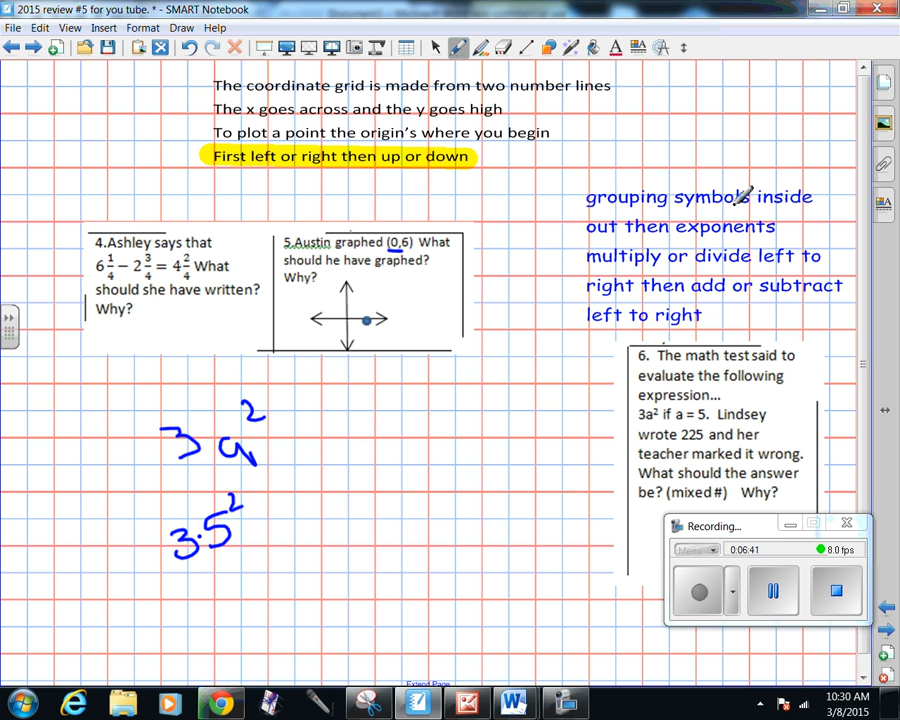 2015 review #5 for you tube. * - SMART Notebook
File Edit View Insert Format Draw Help
The coordinate grid is made from two number lines
The x goes across and the y goes high
To plot a point the origin's where you begin
First left or right then up or down
grouping symbols inside
out then exponents
multiply or divide left to
right then add or subtract
left to right
4.Ashley says that
6 1/4 − 2 3/4 = 4 2/4 What
should she have written?
Why?
5.Austin graphed (0,6) What
should he have graphed?
Why?
6. The math test said to
evaluate the following
expression...
3a² if a = 5. Lindsey
wrote 225 and her
teacher marked it wrong.
What should the answer
be? (mixed #) Why?
3 a²
3·5²
Recording...
Menu
0:06:41
8.0 fps
Extend Page
10:30 AM
3/8/2015